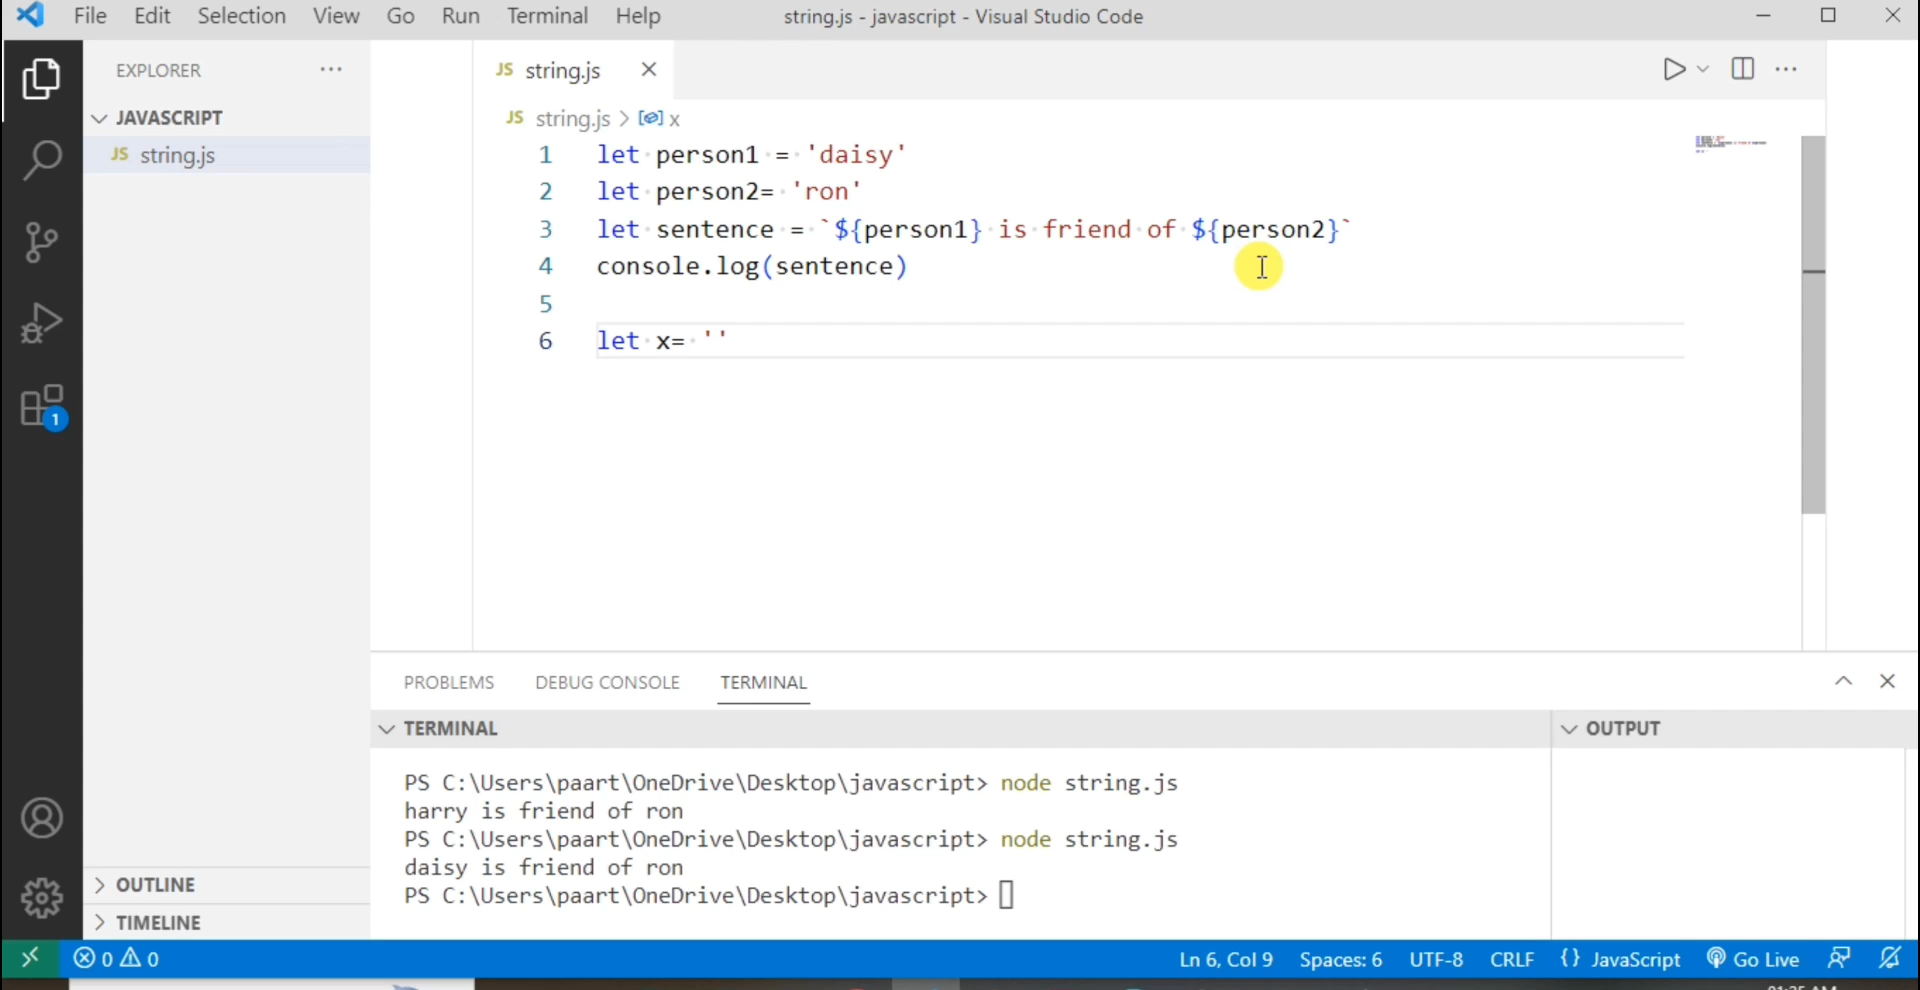 File Edit Selection View Go Run Terminal Help string.js - javascript - Visual Studio Code
EXPLORER ···
JAVASCRIPT
JS string.js
JS string.js
JS string.js > x
1 let person1 = 'daisy'
2 let person2= 'ron'
3 let sentence = `${person1} is friend of ${person2}`
4 console.log(sentence)
5
6 let x= ''
1
PROBLEMS DEBUG CONSOLE TERMINAL
TERMINAL
OUTPUT
PS C:\Users\paart\OneDrive\Desktop\javascript> node string.js
harry is friend of ron
PS C:\Users\paart\OneDrive\Desktop\javascript> node string.js
daisy is friend of ron
PS C:\Users\paart\OneDrive\Desktop\javascript>
OUTLINE
TIMELINE
0 0 Ln 6, Col 9 Spaces: 6 UTF-8 CRLF {} JavaScript Go Live